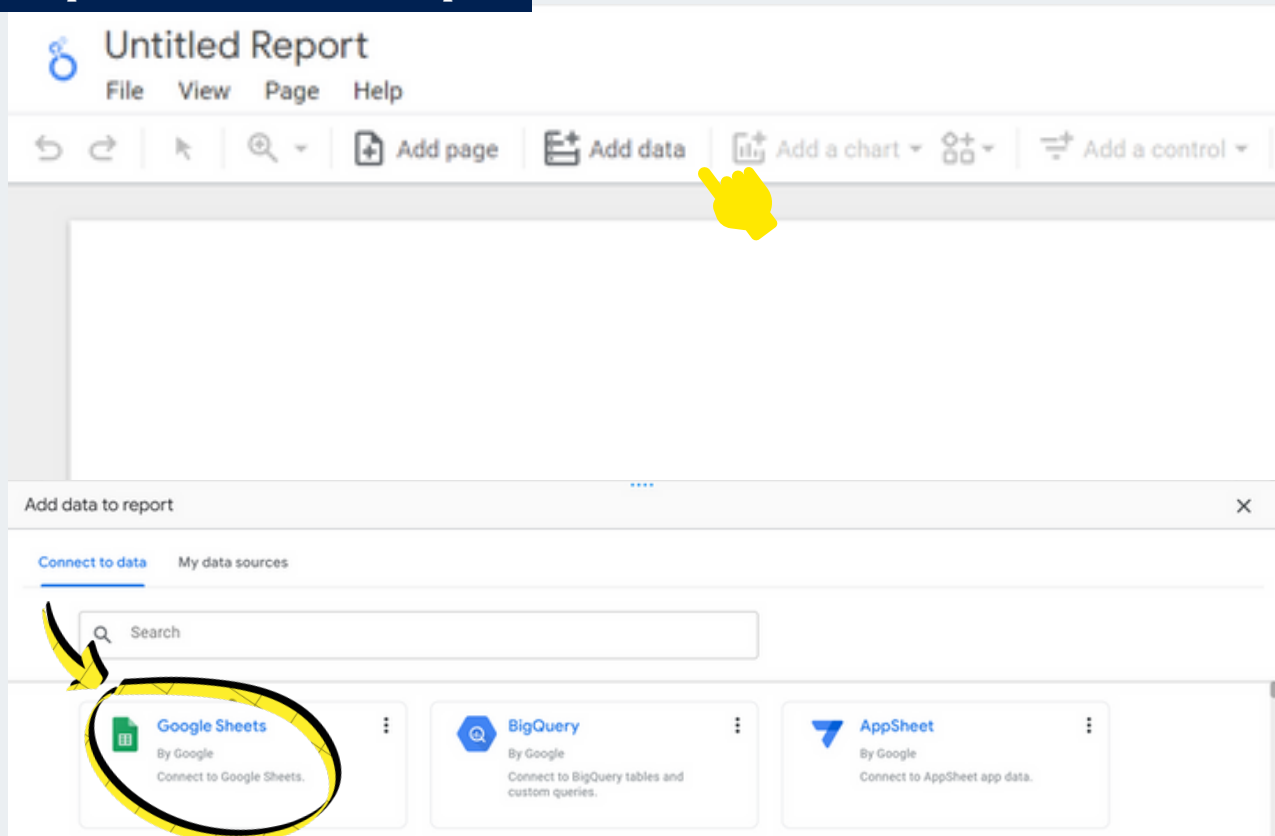 Untitled Report
File View Page Help
Add page Add data Add a chart Add a control
Add data to report
Connect to data My data sources
Search
Google Sheets
By Google
Connect to Google Sheets.
BigQuery
By Google
Connect to BigQuery tables and
custom queries.
AppSheet
By Google
Connect to AppSheet app data.